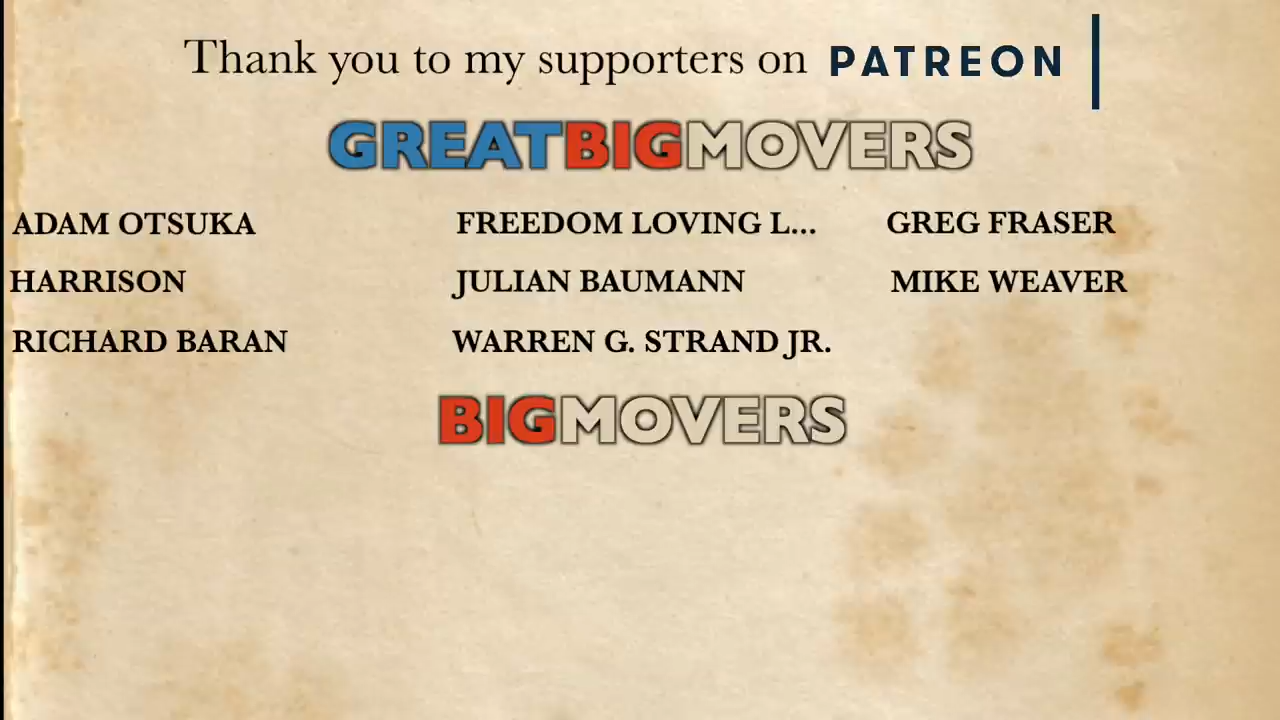 Thank you to my supporters on PATREON
GREATBIGMOVERS
ADAM OTSUKA FREEDOM LOVING L... GREG FRASER
HARRISON JULIAN BAUMANN MIKE WEAVER
RICHARD BARAN WARREN G. STRAND JR.
BIGMOVERS